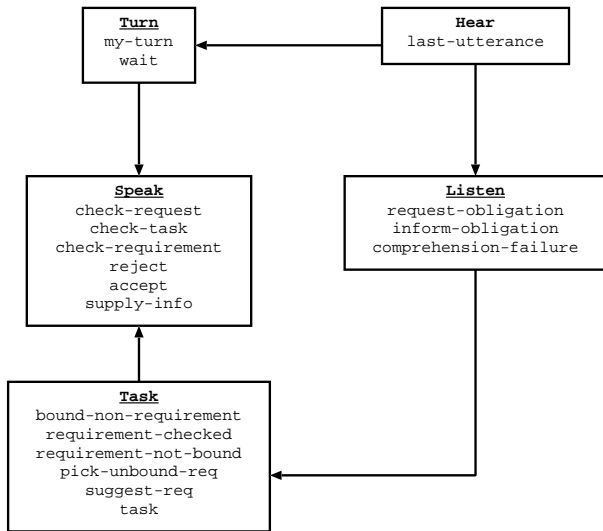 Turn
my-turn
wait
Hear
last-utterance
Speak
check-request
check-task
check-requirement
reject
accept
supply-info
Listen
request-obligation
inform-obligation
comprehension-failure
Task
bound-non-requirement
requirement-checked
requirement-not-bound
pick-unbound-req
suggest-req
task